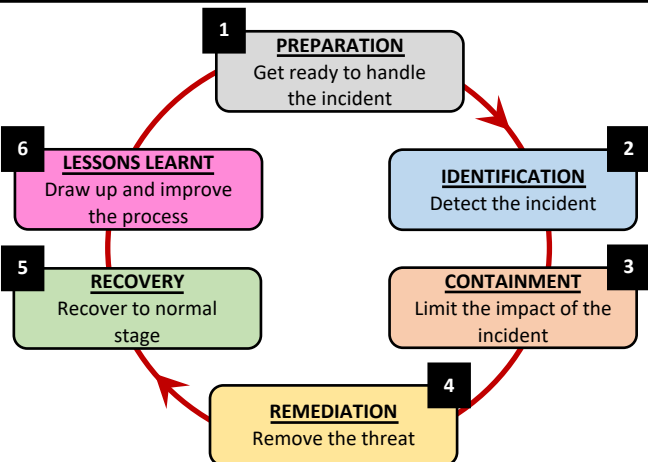 1
PREPARATION
Get ready to handle
the incident
2
IDENTIFICATION
Detect the incident
3
CONTAINMENT
Limit the impact of the
incident
4
REMEDIATION
Remove the threat
5
RECOVERY
Recover to normal
stage
6
LESSONS LEARNT
Draw up and improve
the process